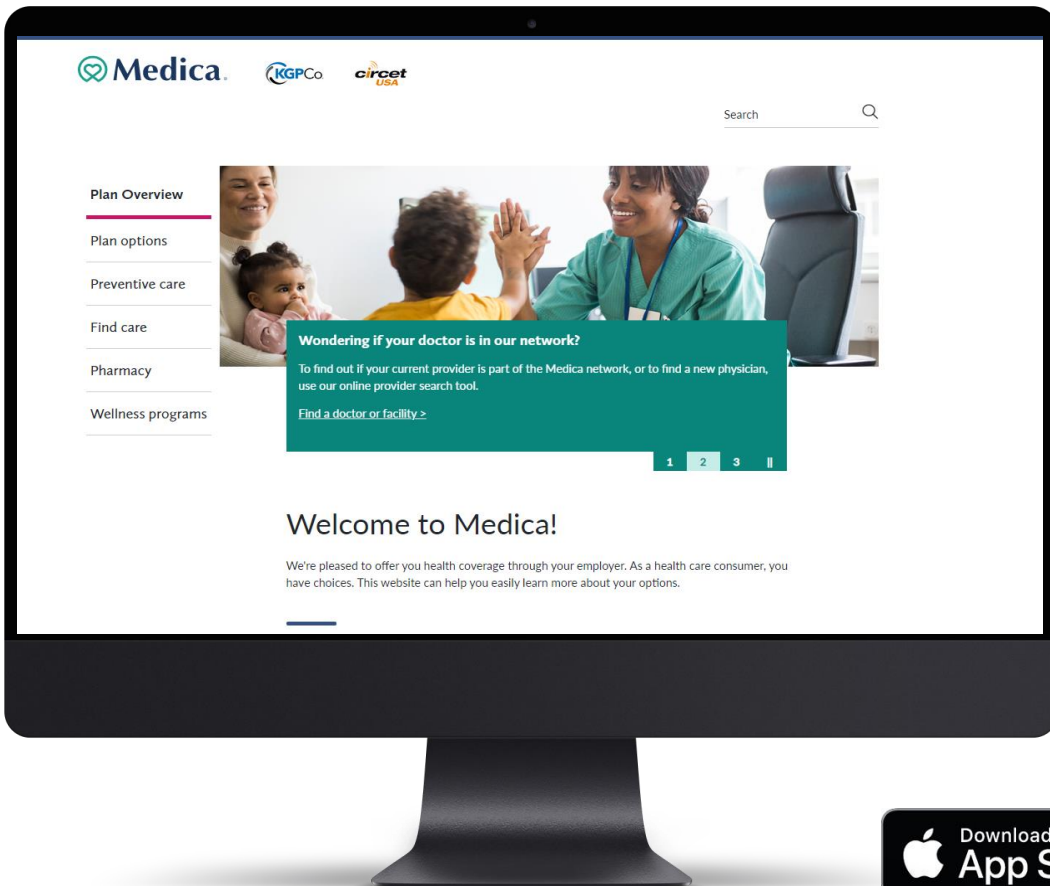 Medica.
KGPCo
circet
USA
Search
Plan Overview
Plan options
Preventive care
Find care
Pharmacy
Wellness programs
Wondering if your doctor is in our network?
To find out if your current provider is part of the Medica network, or to find a new physician,
use our online provider search tool.
Find a doctor or facility >
1 2 3 ||
Welcome to Medica!
We're pleased to offer you health coverage through your employer. As a health care consumer, you
have choices. This website can help you easily learn more about your options.
Download
App S